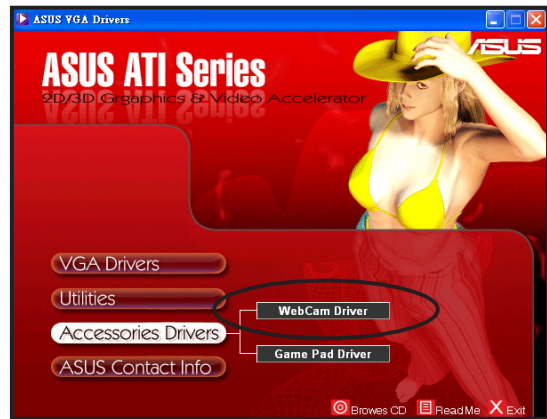 ASUS VGA Drivers
ASUS
ASUS ATI Series
2D/3D Grgaphics & Video Accelerator
VGA Drivers
Utilities
WebCam Driver
Accessories Drivers
Game Pad Driver
ASUS Contact Info
Browes CD ReadMe Exit